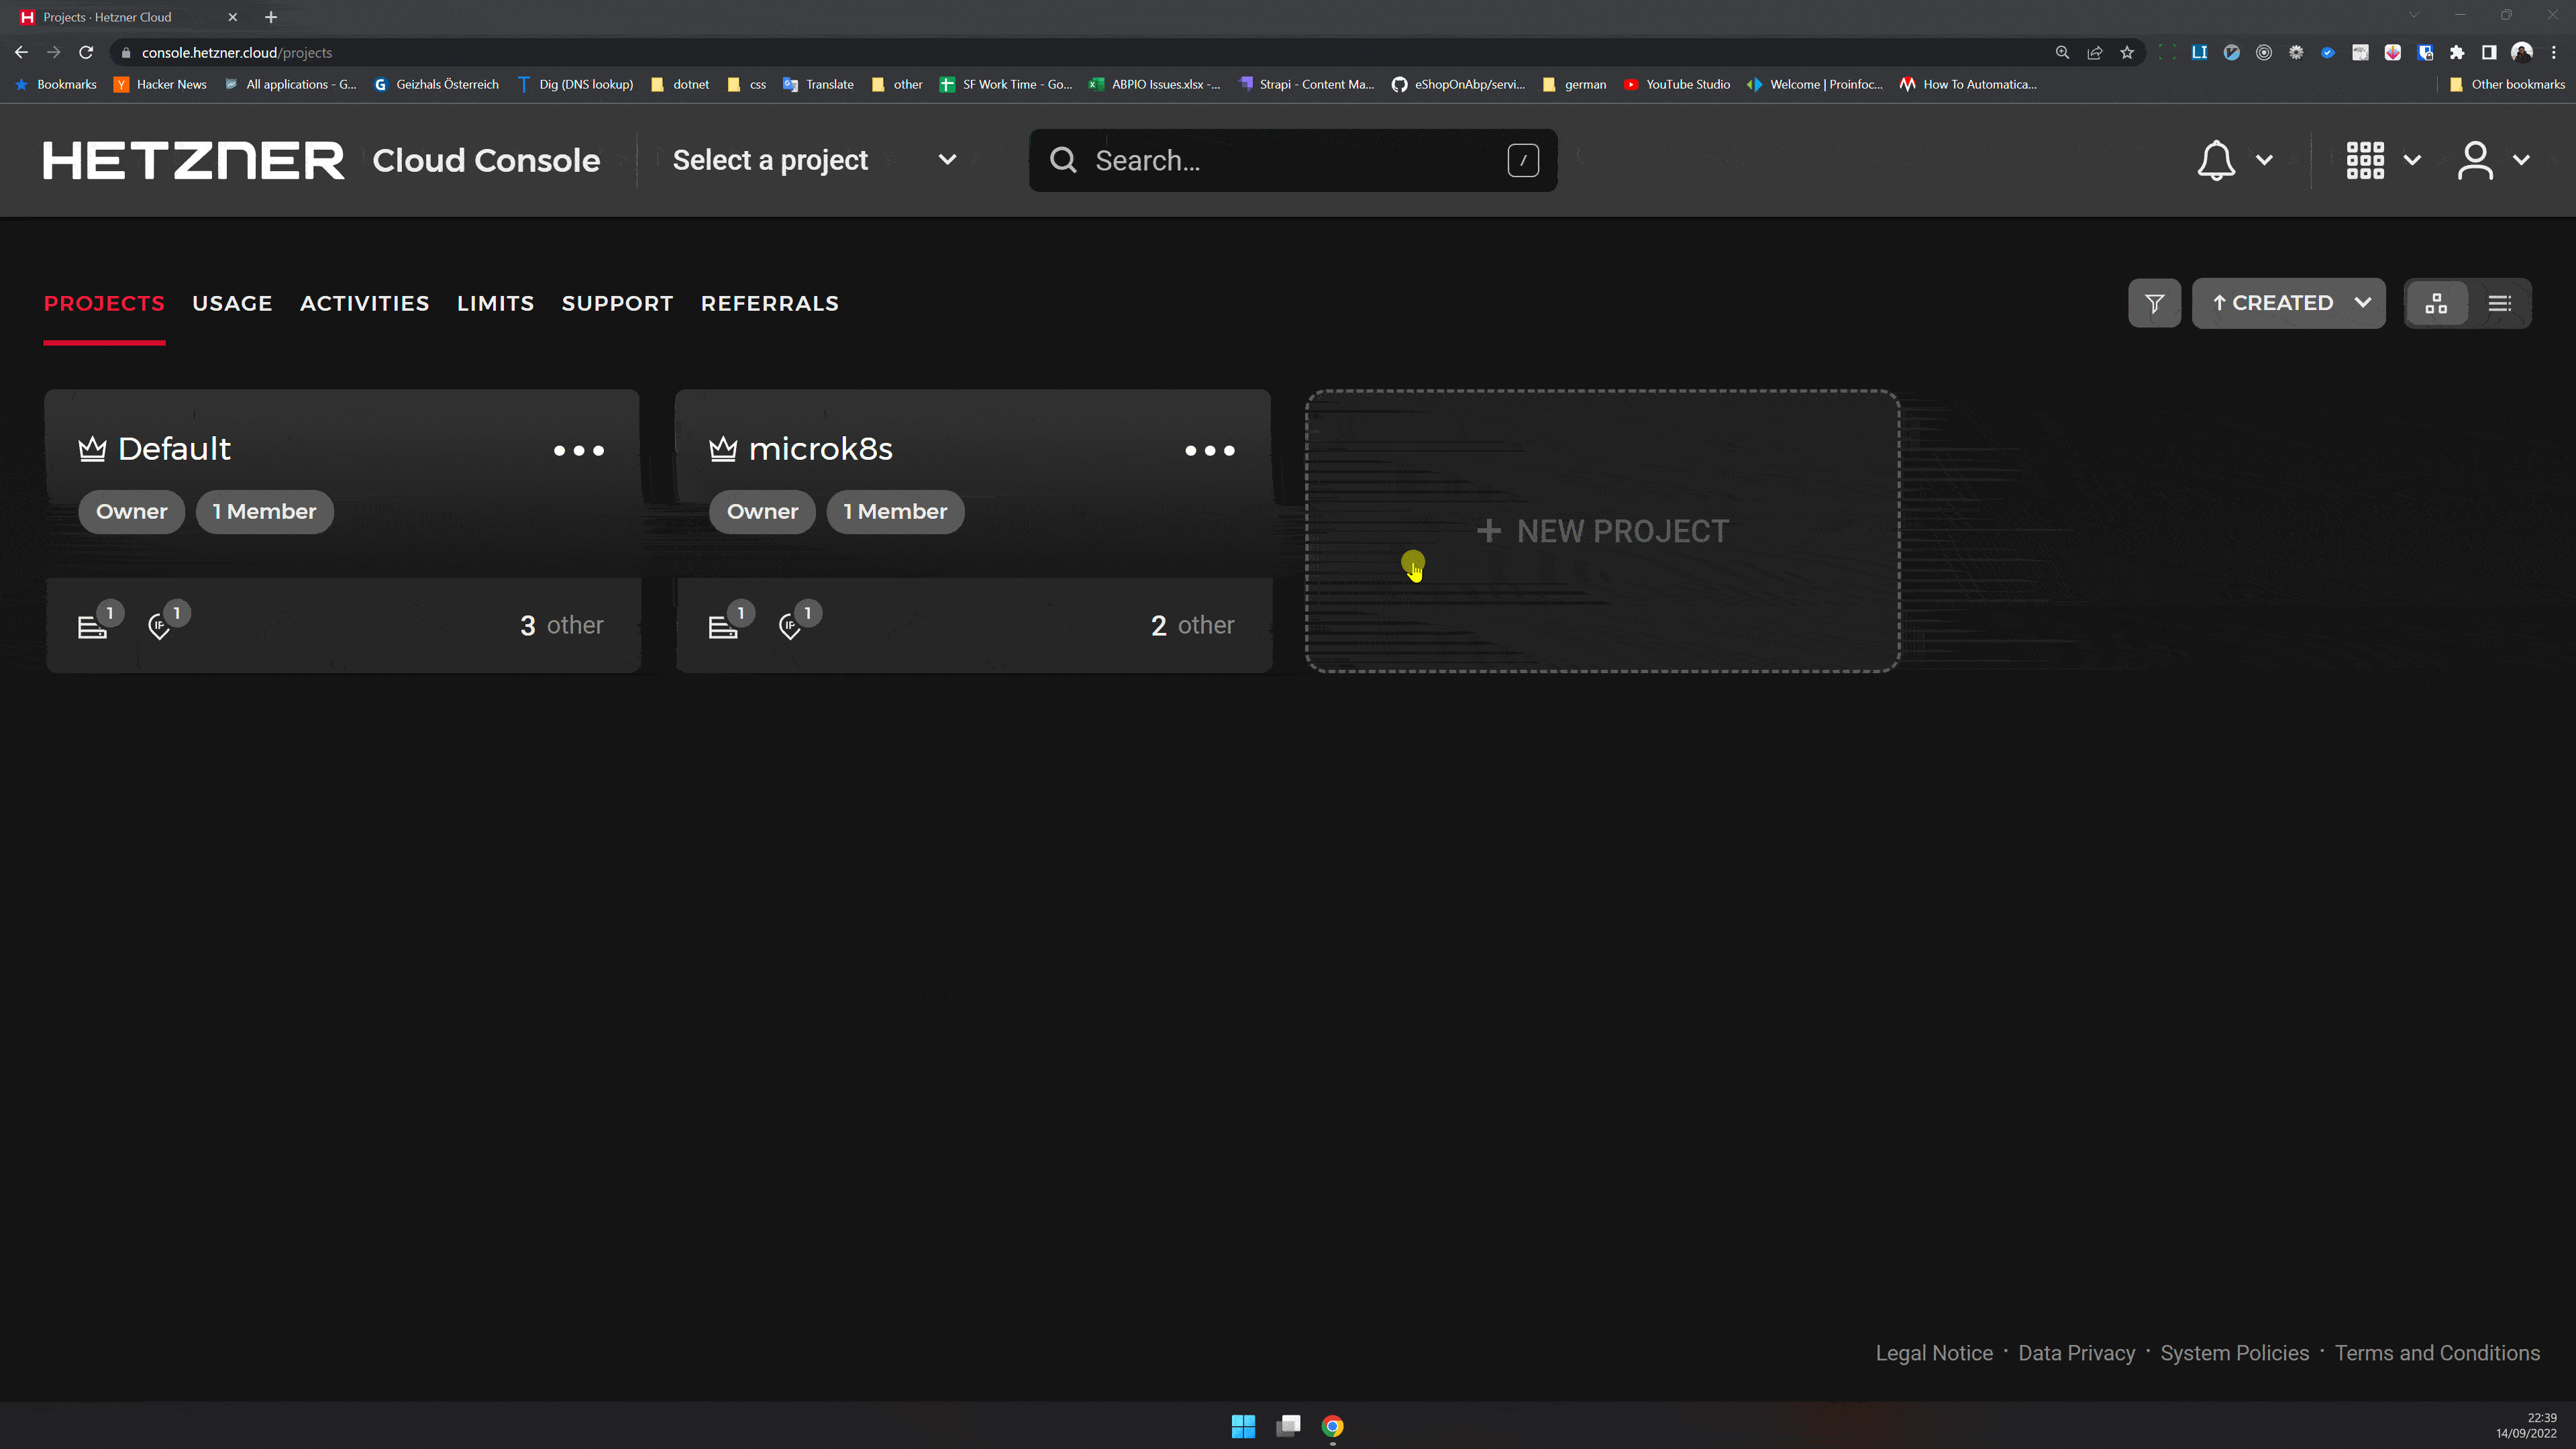 Projects · Hetzner Cloud
console.hetzner.cloud/projects
Bookmarks Hacker News All applications - G... Geizhals Österreich Dig (DNS lookup) dotnet css Translate other SF Work Time - Go... ABPIO Issues.xlsx -... Strapi - Content Ma... eShopOnAbp/servi... german YouTube Studio Welcome | Proinfoc... How To Automatica... Other bookmarks
HETZNER Cloud Console Select a project Search... /
PROJECTS USAGE ACTIVITIES LIMITS SUPPORT REFERRALS ↑ CREATED
Default microk8s
Owner 1 Member Owner 1 Member
+ NEW PROJECT
1 IP 1 3 other 1 IP 1 2 other
Legal Notice · Data Privacy · System Policies · Terms and Conditions
22:39
14/09/2022